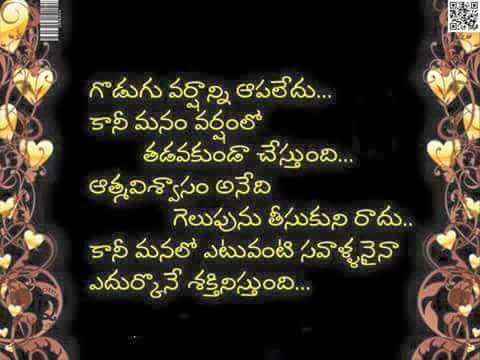 గొడుగు వర్షాన్ని ఆపలేదు...
కానీ మనం వర్షంలో
తడవకుండా చేస్తుంది...
ఆత్మవిశ్వాసం అనేది
గెలుపును తీసుకుని రాదు..
కానీ మనలో ఎటువంటి సవాళ్ళనైనా
ఎదుర్కొనే శక్తినిస్తుంది...